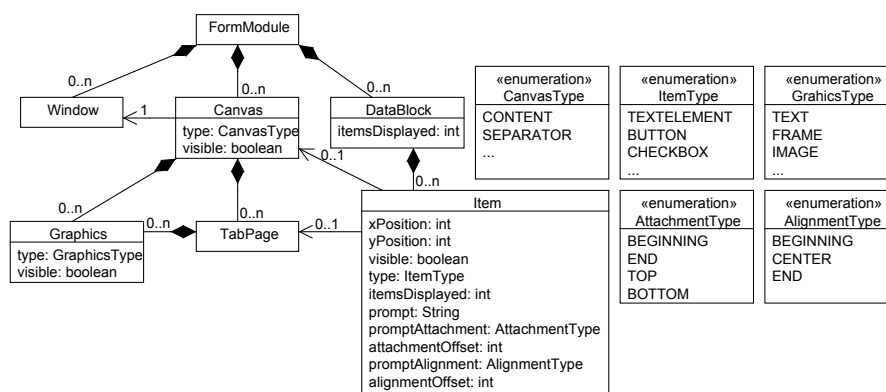 FormModule
0..n
0..n
0..n
Window
1
Canvas
type: CanvasType
visible: boolean
DataBlock
itemsDisplayed: int
0..1
0..n
0..n
0..n
Graphics
type: GraphicsType
visible: boolean
0..n
TabPage
0..1
Item
xPosition: int
yPosition: int
visible: boolean
type: ItemType
itemsDisplayed: int
prompt: String
promptAttachment: AttachmentType
attachmentOffset: int
promptAlignment: AlignmentType
alignmentOffset: int
«enumeration»
CanvasType
CONTENT
SEPARATOR
...
«enumeration»
ItemType
TEXTELEMENT
BUTTON
CHECKBOX
...
«enumeration»
GrahicsType
TEXT
FRAME
IMAGE
...
«enumeration»
AttachmentType
BEGINNING
END
TOP
BOTTOM
«enumeration»
AlignmentType
BEGINNING
CENTER
END